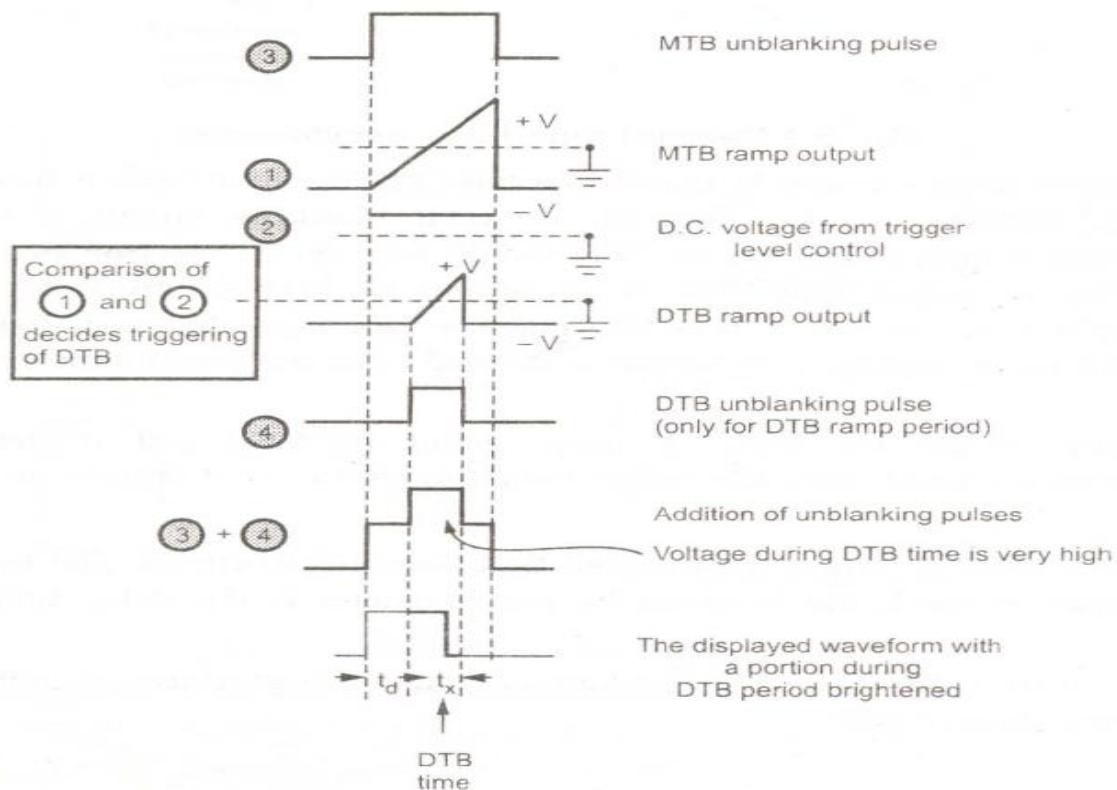 3
MTB unblanking pulse
+ V
1
MTB ramp output
2
– V
D.C. voltage from trigger
level control
Comparison of
1 and 2
decides triggering
of DTB
+ V
DTB ramp output
– V
4
DTB unblanking pulse
(only for DTB ramp period)
3 + 4
Addition of unblanking pulses
Voltage during DTB time is very high
The displayed waveform with
a portion during
DTB period brightened
td tx
DTB
time